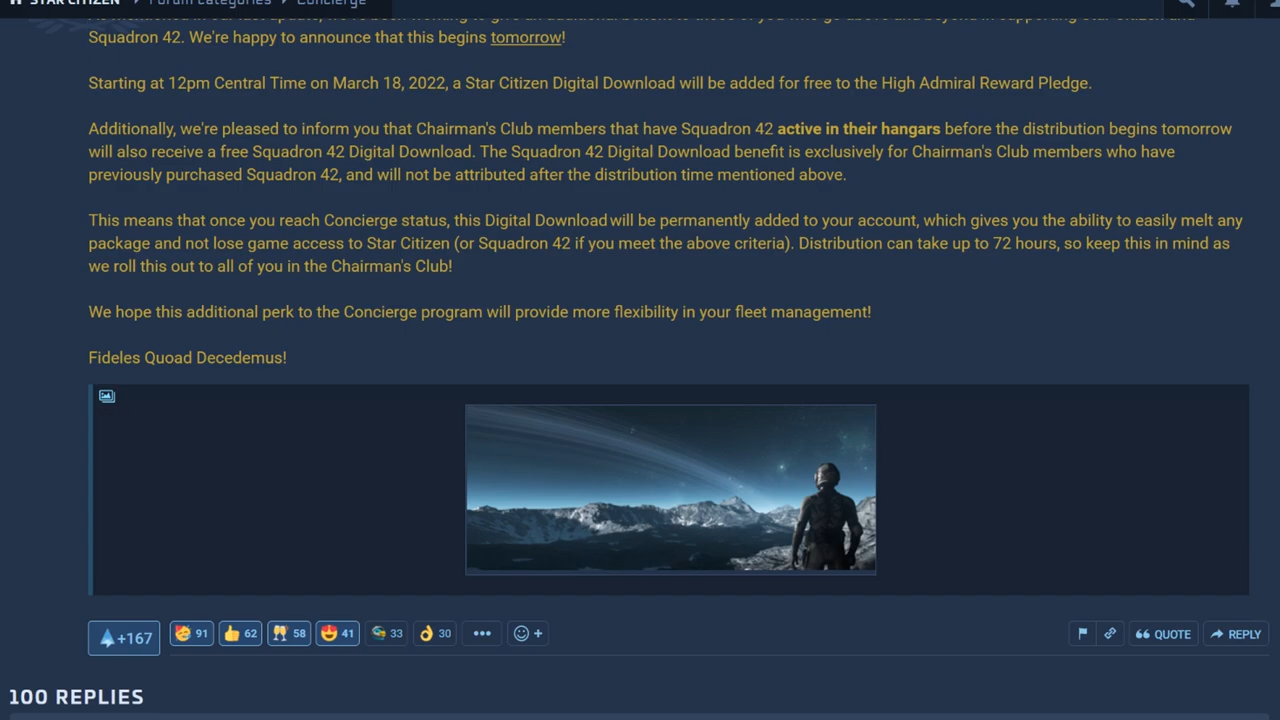 STAR CITIZEN Forum categories Concierge
Squadron 42. We're happy to announce that this begins tomorrow!
Starting at 12pm Central Time on March 18, 2022, a Star Citizen Digital Download will be added for free to the High Admiral Reward Pledge.
Additionally, we're pleased to inform you that Chairman's Club members that have Squadron 42 active in their hangars before the distribution begins tomorrow
will also receive a free Squadron 42 Digital Download. The Squadron 42 Digital Download benefit is exclusively for Chairman's Club members who have
previously purchased Squadron 42, and will not be attributed after the distribution time mentioned above.
This means that once you reach Concierge status, this Digital Download will be permanently added to your account, which gives you the ability to easily melt any
package and not lose game access to Star Citizen (or Squadron 42 if you meet the above criteria). Distribution can take up to 72 hours, so keep this in mind as
we roll this out to all of you in the Chairman's Club!
We hope this additional perk to the Concierge program will provide more flexibility in your fleet management!
Fideles Quoad Decedemus!
+167 91 62 58 41 33 30 QUOTE REPLY
100 REPLIES